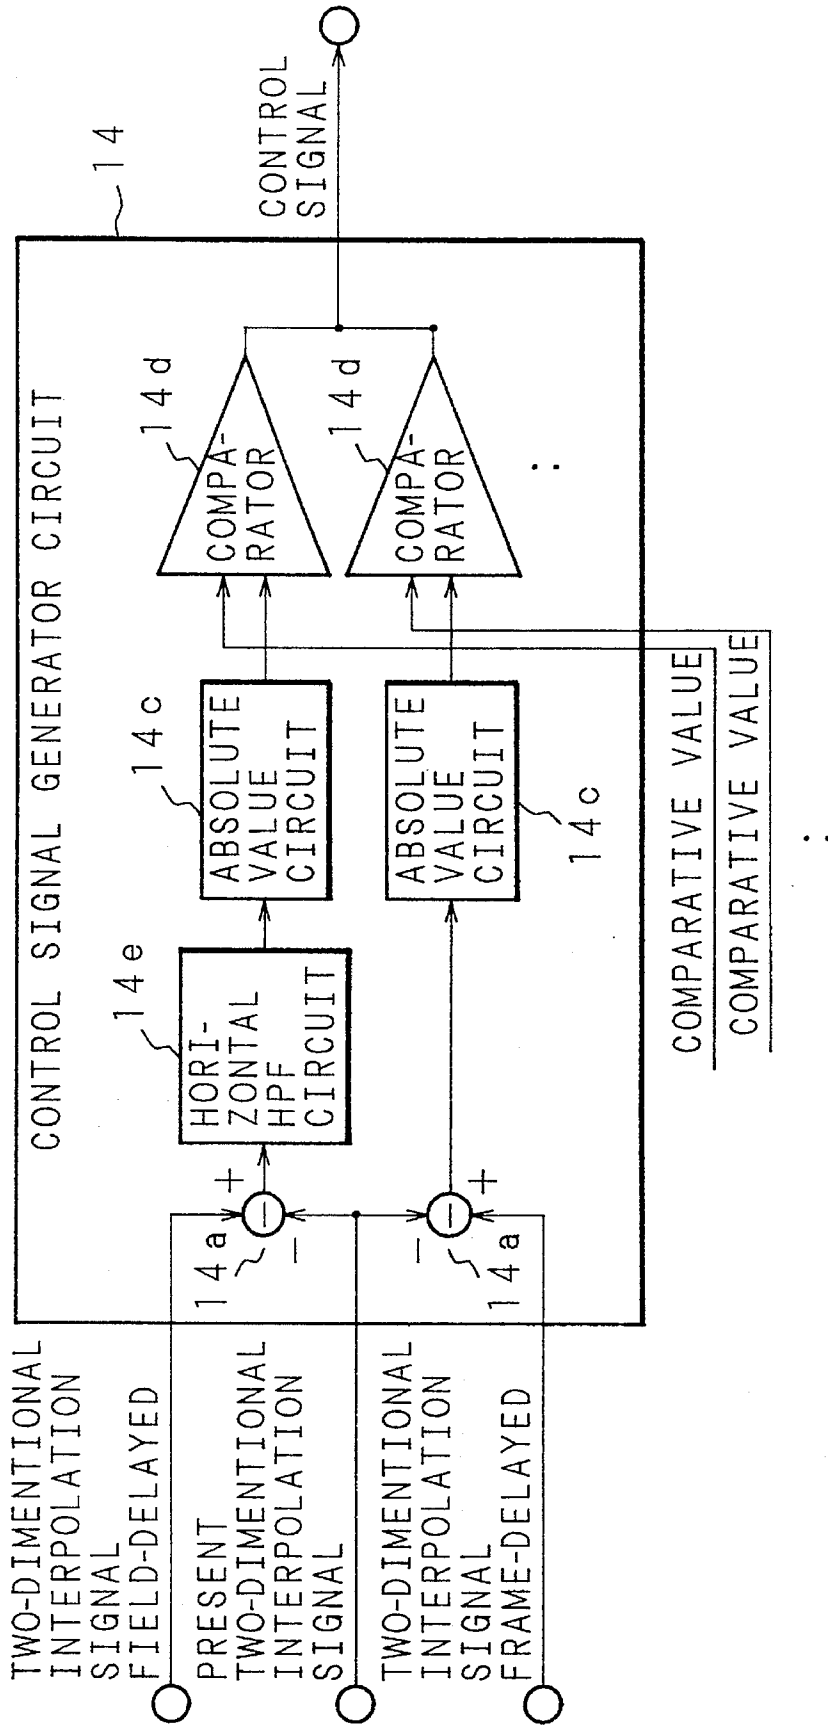 CONTROL SIGNAL GENERATOR CIRCUIT
14
TWO-DIMENTIONAL
INTERPOLATION
SIGNAL
FIELD-DELAYED
PRESENT
TWO-DIMENTIONAL
INTERPOLATION
SIGNAL
TWO-DIMENTIONAL
INTERPOLATION
SIGNAL
FRAME-DELAYED
14a
+
−
−
−
14a
−
+
−
14e
HORI-
ZONTAL
HPF
CIRCUIT
14c
ABSOLUTE
VALUE
CIRCUIT
ABSOLUTE
VALUE
CIRCUIT
14c
14d
COMPA-
RATOR
14d
COMPA-
RATOR
..
CONTROL
SIGNAL
COMPARATIVE VALUE
COMPARATIVE VALUE
..